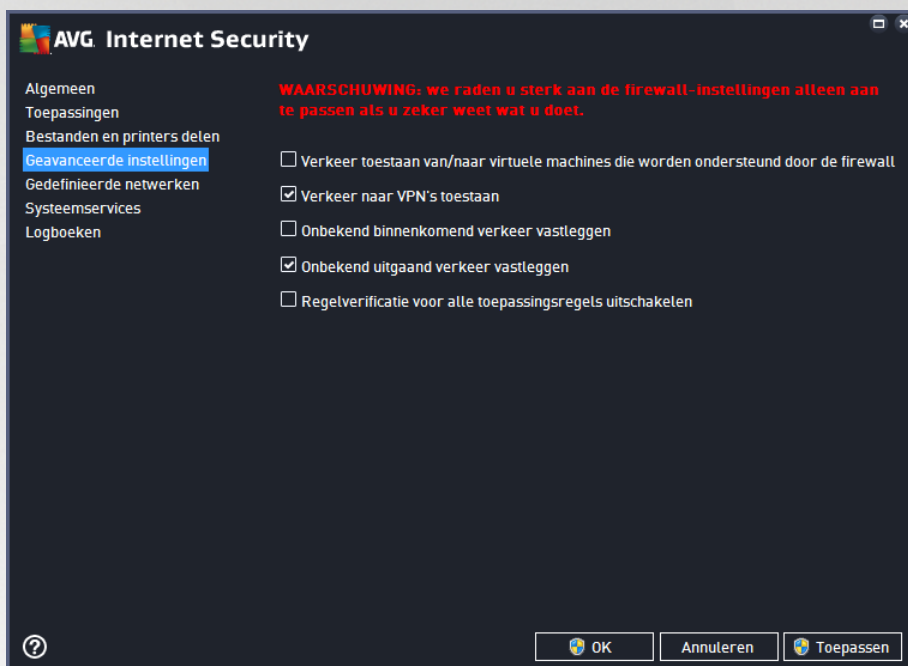 AVG Internet Security
Algemeen
Toepassingen
Bestanden en printers delen
Geavanceerde instellingen
Gedefinieerde netwerken
Systeemservices
Logboeken
WAARSCHUWING: we raden u sterk aan de firewall-instellingen alleen aan
te passen als u zeker weet wat u doet.
Verkeer toestaan van/naar virtuele machines die worden ondersteund door de firewall
Verkeer naar VPN's toestaan
Onbekend binnenkomend verkeer vastleggen
Onbekend uitgaand verkeer vastleggen
Regelverificatie voor alle toepassingsregels uitschakelen
?
OK
Annuleren
Toepassen